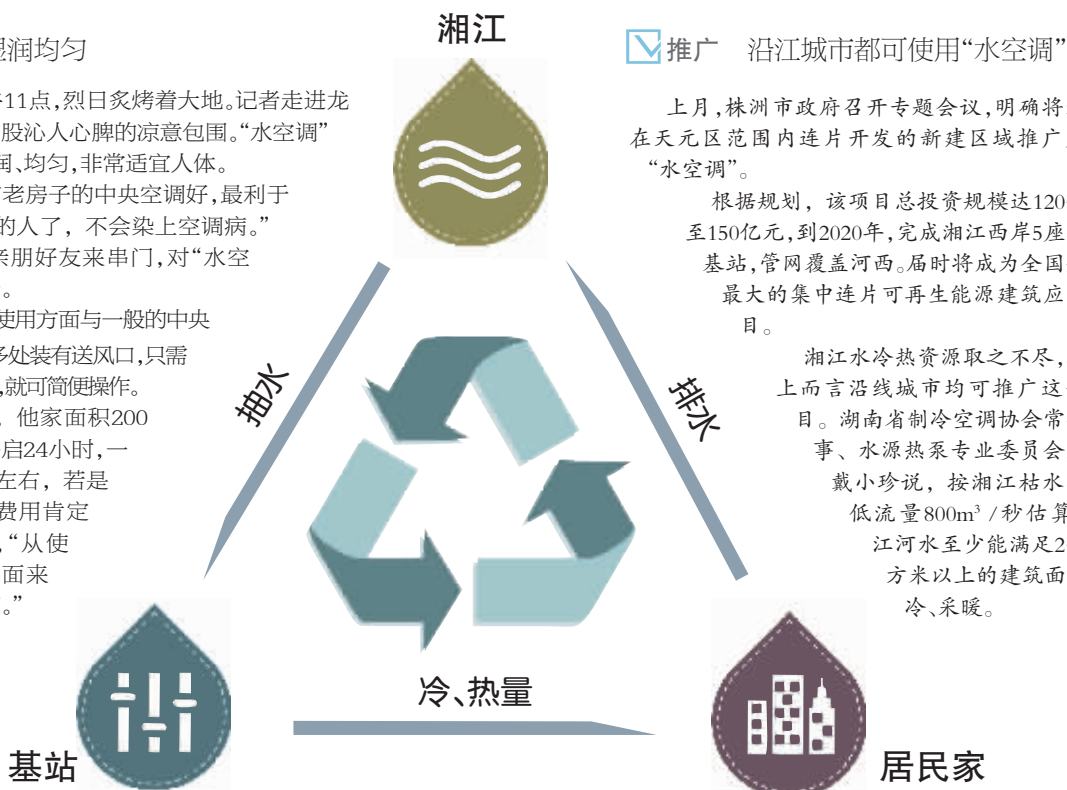 湿润均匀
11点,烈日炙烤着大地。记者走进龙
股沁人心脾的凉意包围。“水空调”
润、均匀,非常适宜人体。
老房子的中央空调好,最利于
的人了，不会染上空调病。”
亲朋好友来串门,对“水空
。
使用方面与一般的中央
多处装有送风口,只需
,就可简便操作。
，他家面积200
启24小时,一
左右，若是
费用肯定
,“从使
面来
。”
湘江
抽水
排水
冷、热量
基站
居民家
推广 沿江城市都可使用“水空调”
上月,株洲市政府召开专题会议,明确将
在天元区范围内连片开发的新建区域推广
“水空调”。
根据规划，该项目总投资规模达120
至150亿元,到2020年,完成湘江西岸5座
基站,管网覆盖河西。届时将成为全国
最大的集中连片可再生能源建筑应
目。
湘江水冷热资源取之不尽,
上而言沿线城市均可推广这
目。湖南省制冷空调协会常
事、水源热泵专业委员会
戴小珍说，按湘江枯水
低流量800m³/秒估算
江河水至少能满足2
方米以上的建筑面
冷、采暖。